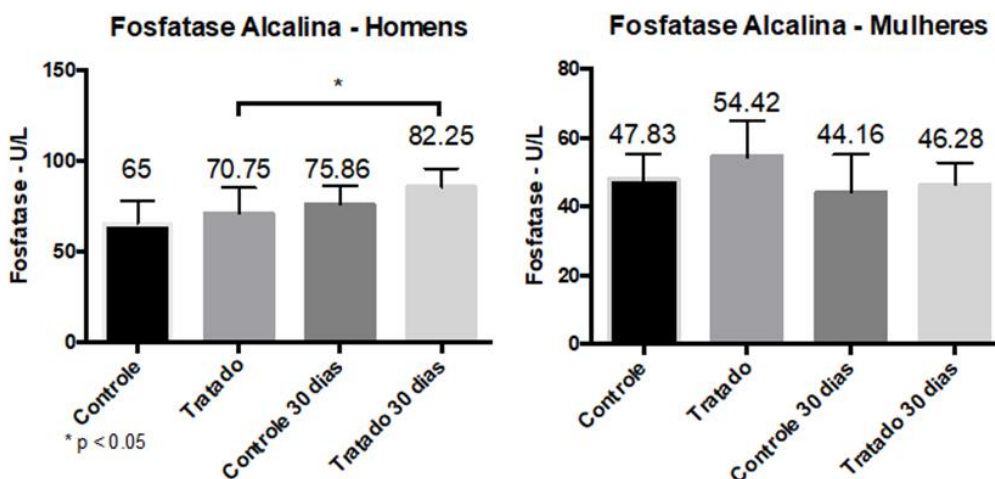 Fosfatase Alcalina - Homens
Fosfatase - U/L
150
100
50
0
65
70.75
75.86
82.25
*
Controle
Tratado
Controle 30 dias
Tratado 30 dias
* p < 0.05
Fosfatase Alcalina - Mulheres
Fosfatase - U/L
80
60
40
20
0
47.83
54.42
44.16
46.28
Controle
Tratado
Controle 30 dias
Tratado 30 dias